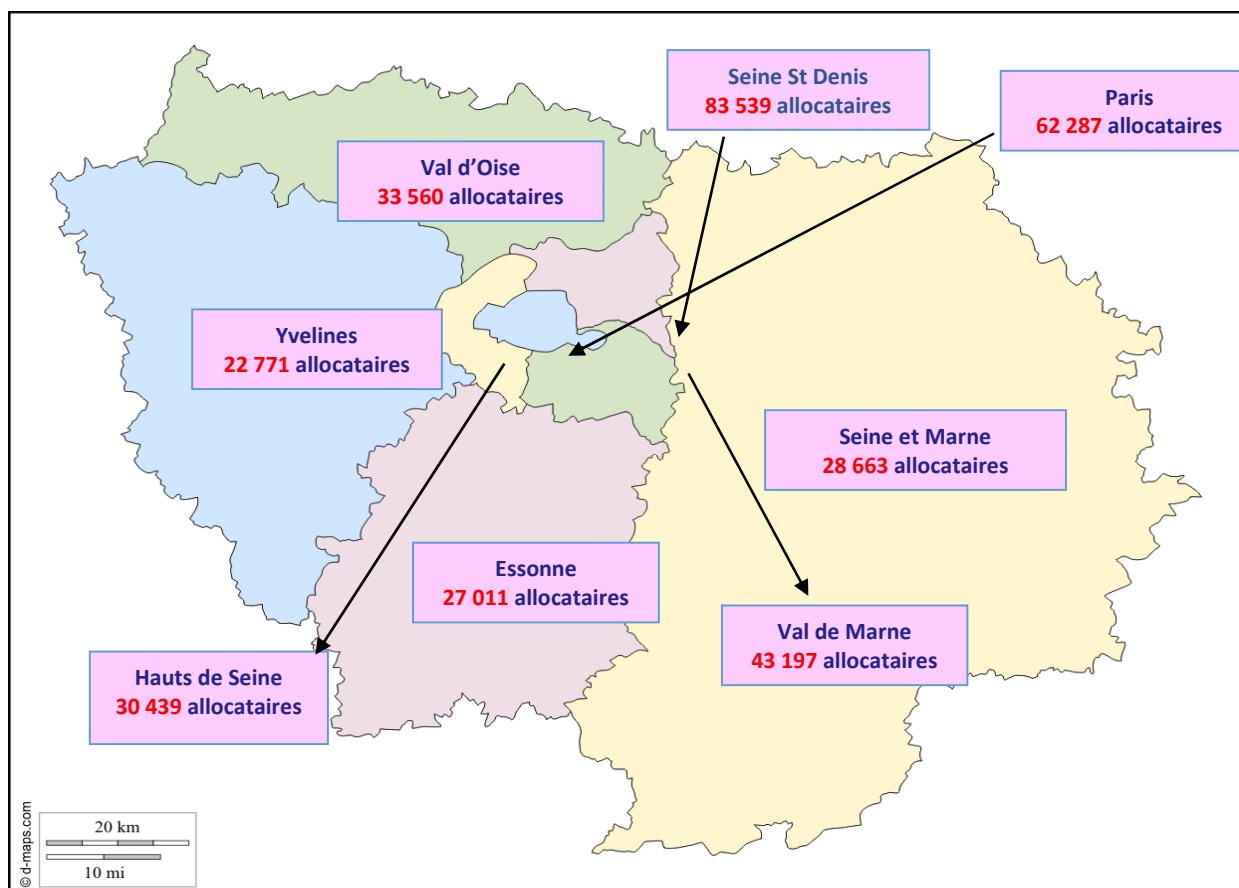 Seine St Denis
83 539 allocataires
Paris
62 287 allocataires
Val d’Oise
33 560 allocataires
Yvelines
22 771 allocataires
Seine et Marne
28 663 allocataires
Essonne
27 011 allocataires
Val de Marne
43 197 allocataires
Hauts de Seine
30 439 allocataires
20 km
10 mi
© d-maps.com